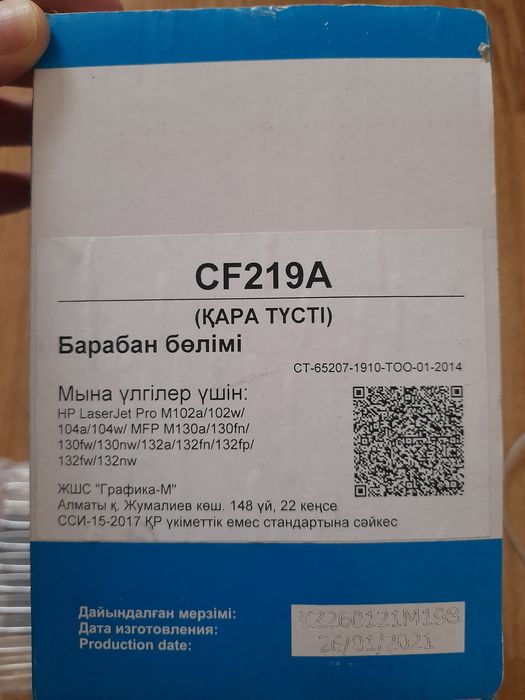 CF219A
(ҚАРА ТҮСТІ)
Барабан бөлімі
СТ-65207-1910-ТОО-01-2014
Мына үлгілер үшін:
HP LaserJet Pro M102a/102w/
104a/104w/ MFP M130a/130fn/
130fw/130nw/132a/132fn/132fp/
132fw/132nw
ЖШС "Графика-М"
Алматы қ. Жумалиев көш. 148 үй, 22 кеңсе
ССИ-15-2017 ҚР үкіметтік емес стандартына сәйкес
Дайындалған мерзімі:
Дата изготовления:
Production date:
KZ260121M198
26/01/2021